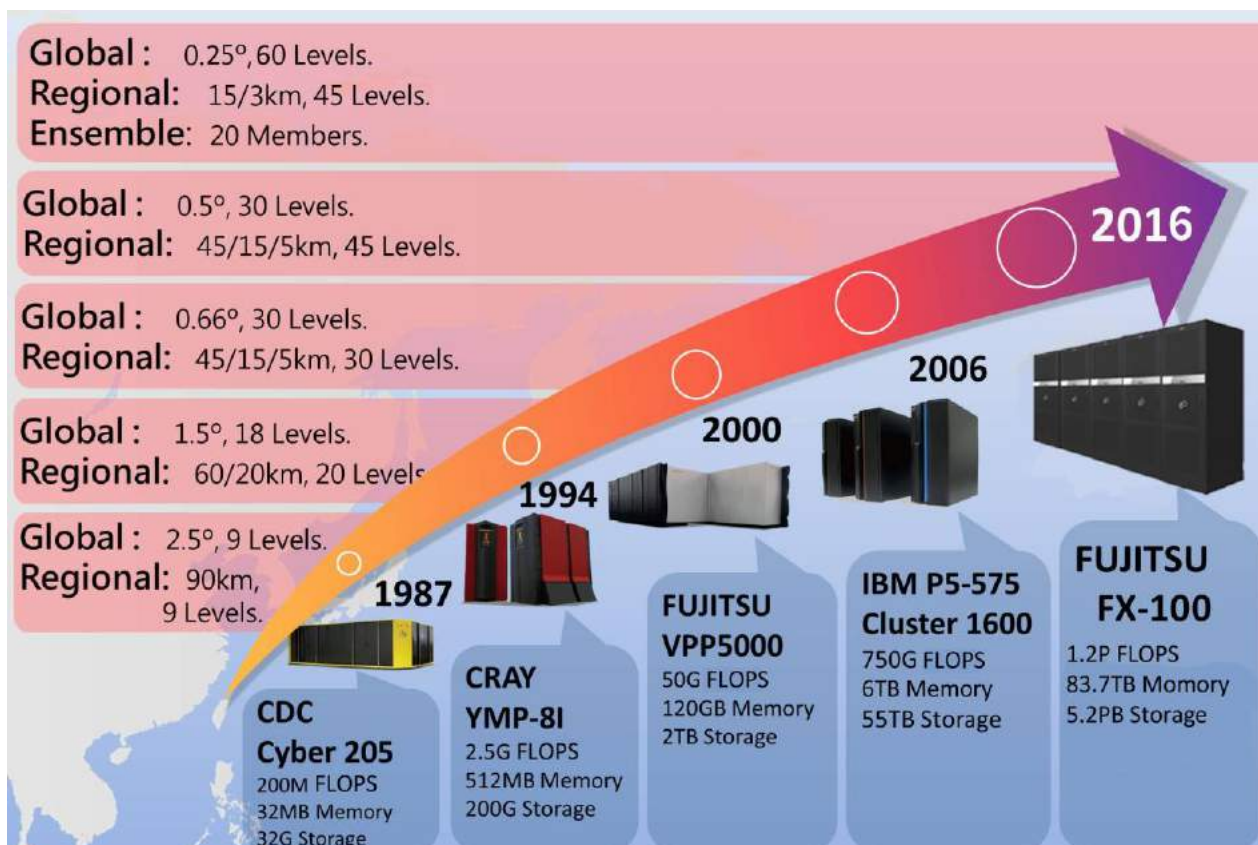 Global : 0.25º,60 Levels.
Regional: 15/3km, 45 Levels.
Ensemble: 20 Members.
Global : 0.5º, 30 Levels.
Regional: 45/15/5km, 45 Levels.
Global : 0.66º, 30 Levels.
Regional: 45/15/5km, 30 Levels.
Global : 1.5º, 18 Levels.
Regional: 60/20km, 20 Levels
Global : 2.5º, 9 Levels.
Regional: 90km,
9 Levels.
1987
1994
2000
2006
2016
CDC
Cyber 205
200M FLOPS
32MB Memory
32G Storage
CRAY
YMP-8I
2.5G FLOPS
512MB Memory
200G Storage
FUJITSU
VPP5000
50G FLOPS
120GB Memory
2TB Storage
IBM P5-575
Cluster 1600
750G FLOPS
6TB Memory
55TB Storage
FUJITSU
FX-100
1.2P FLOPS
83.7TB Momory
5.2PB Storage